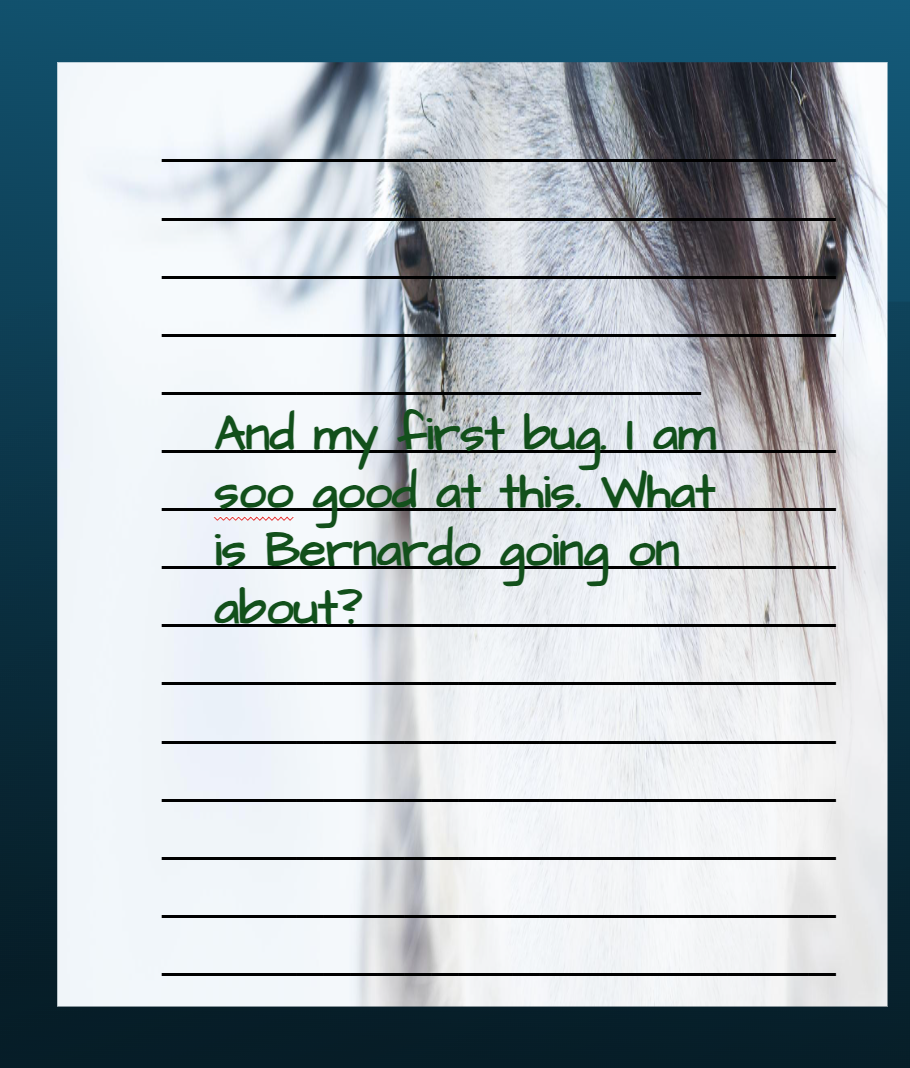 And my first bug. I am
soo good at this. What
is Bernardo going on
about?